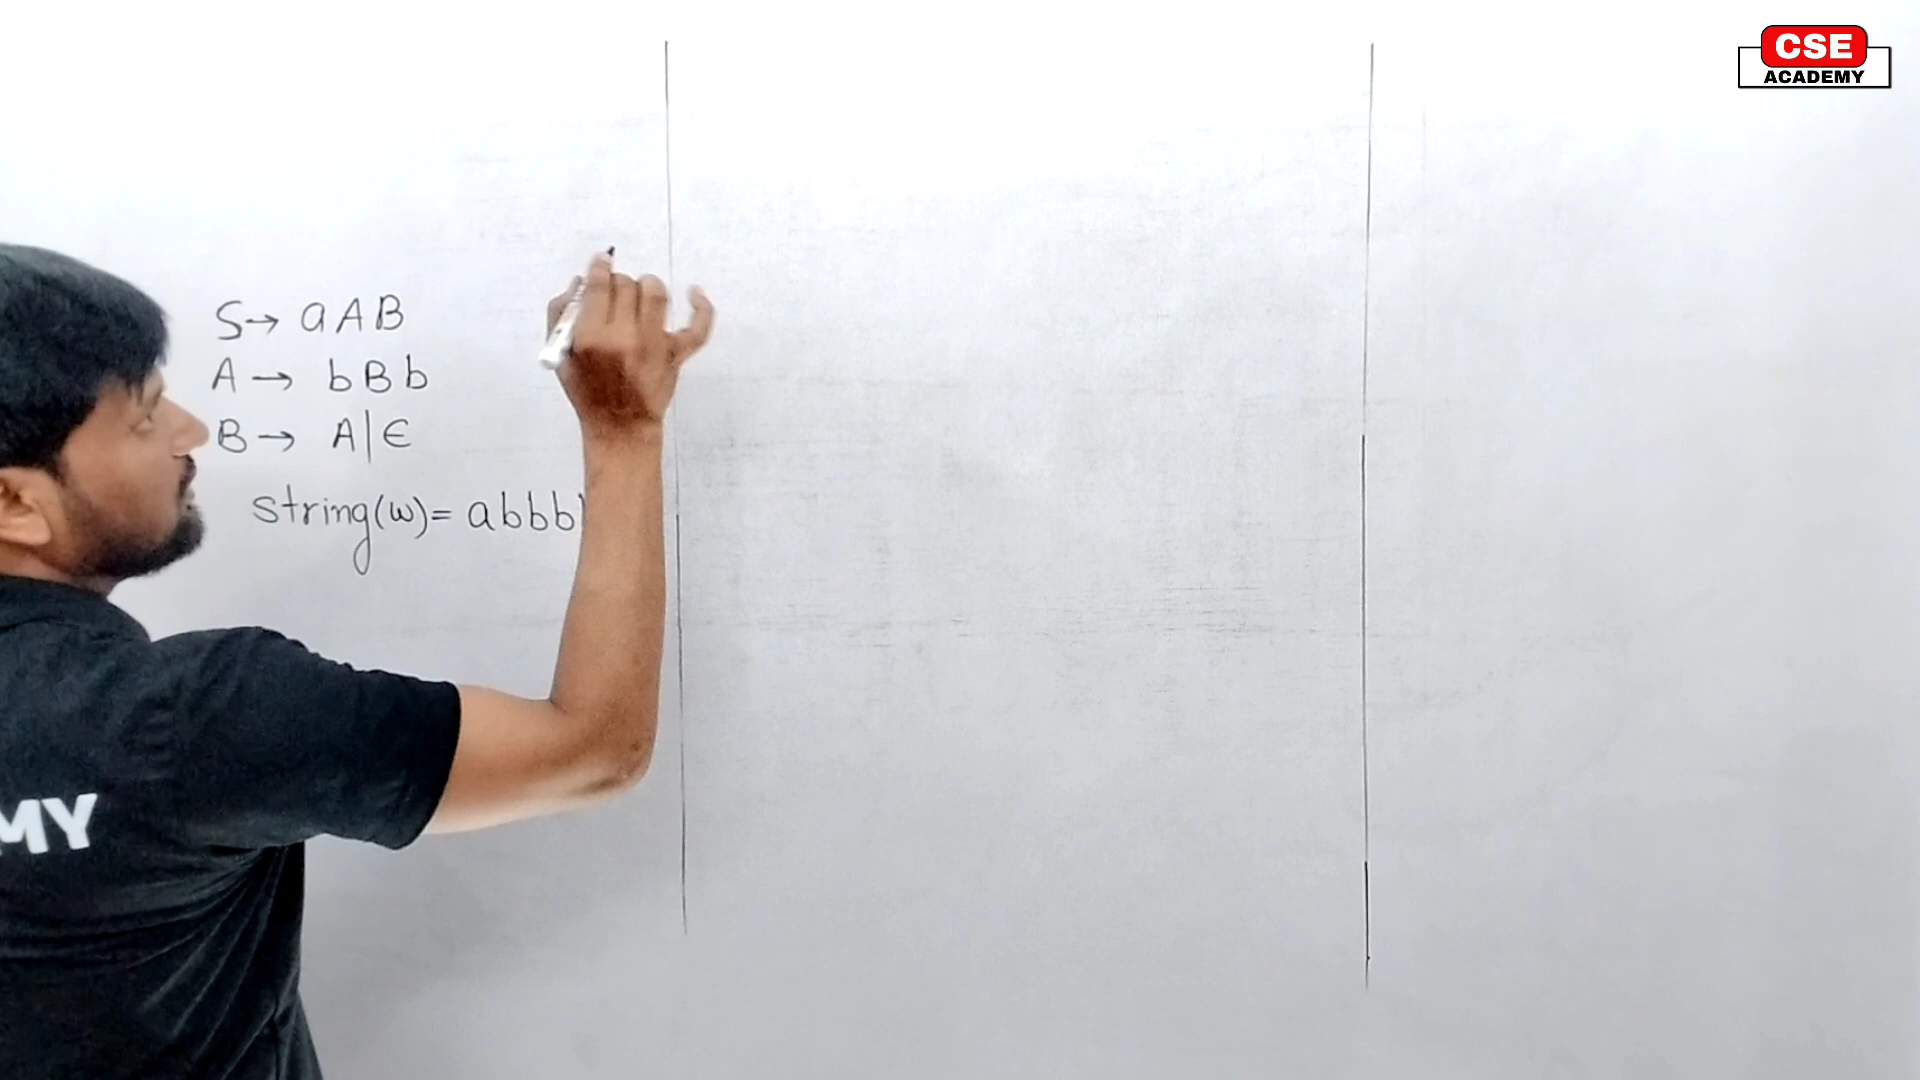 CSE
ACADEMY
S→ aAB
A → bBb
B → A|ϵ
string(w)= abbb
MY